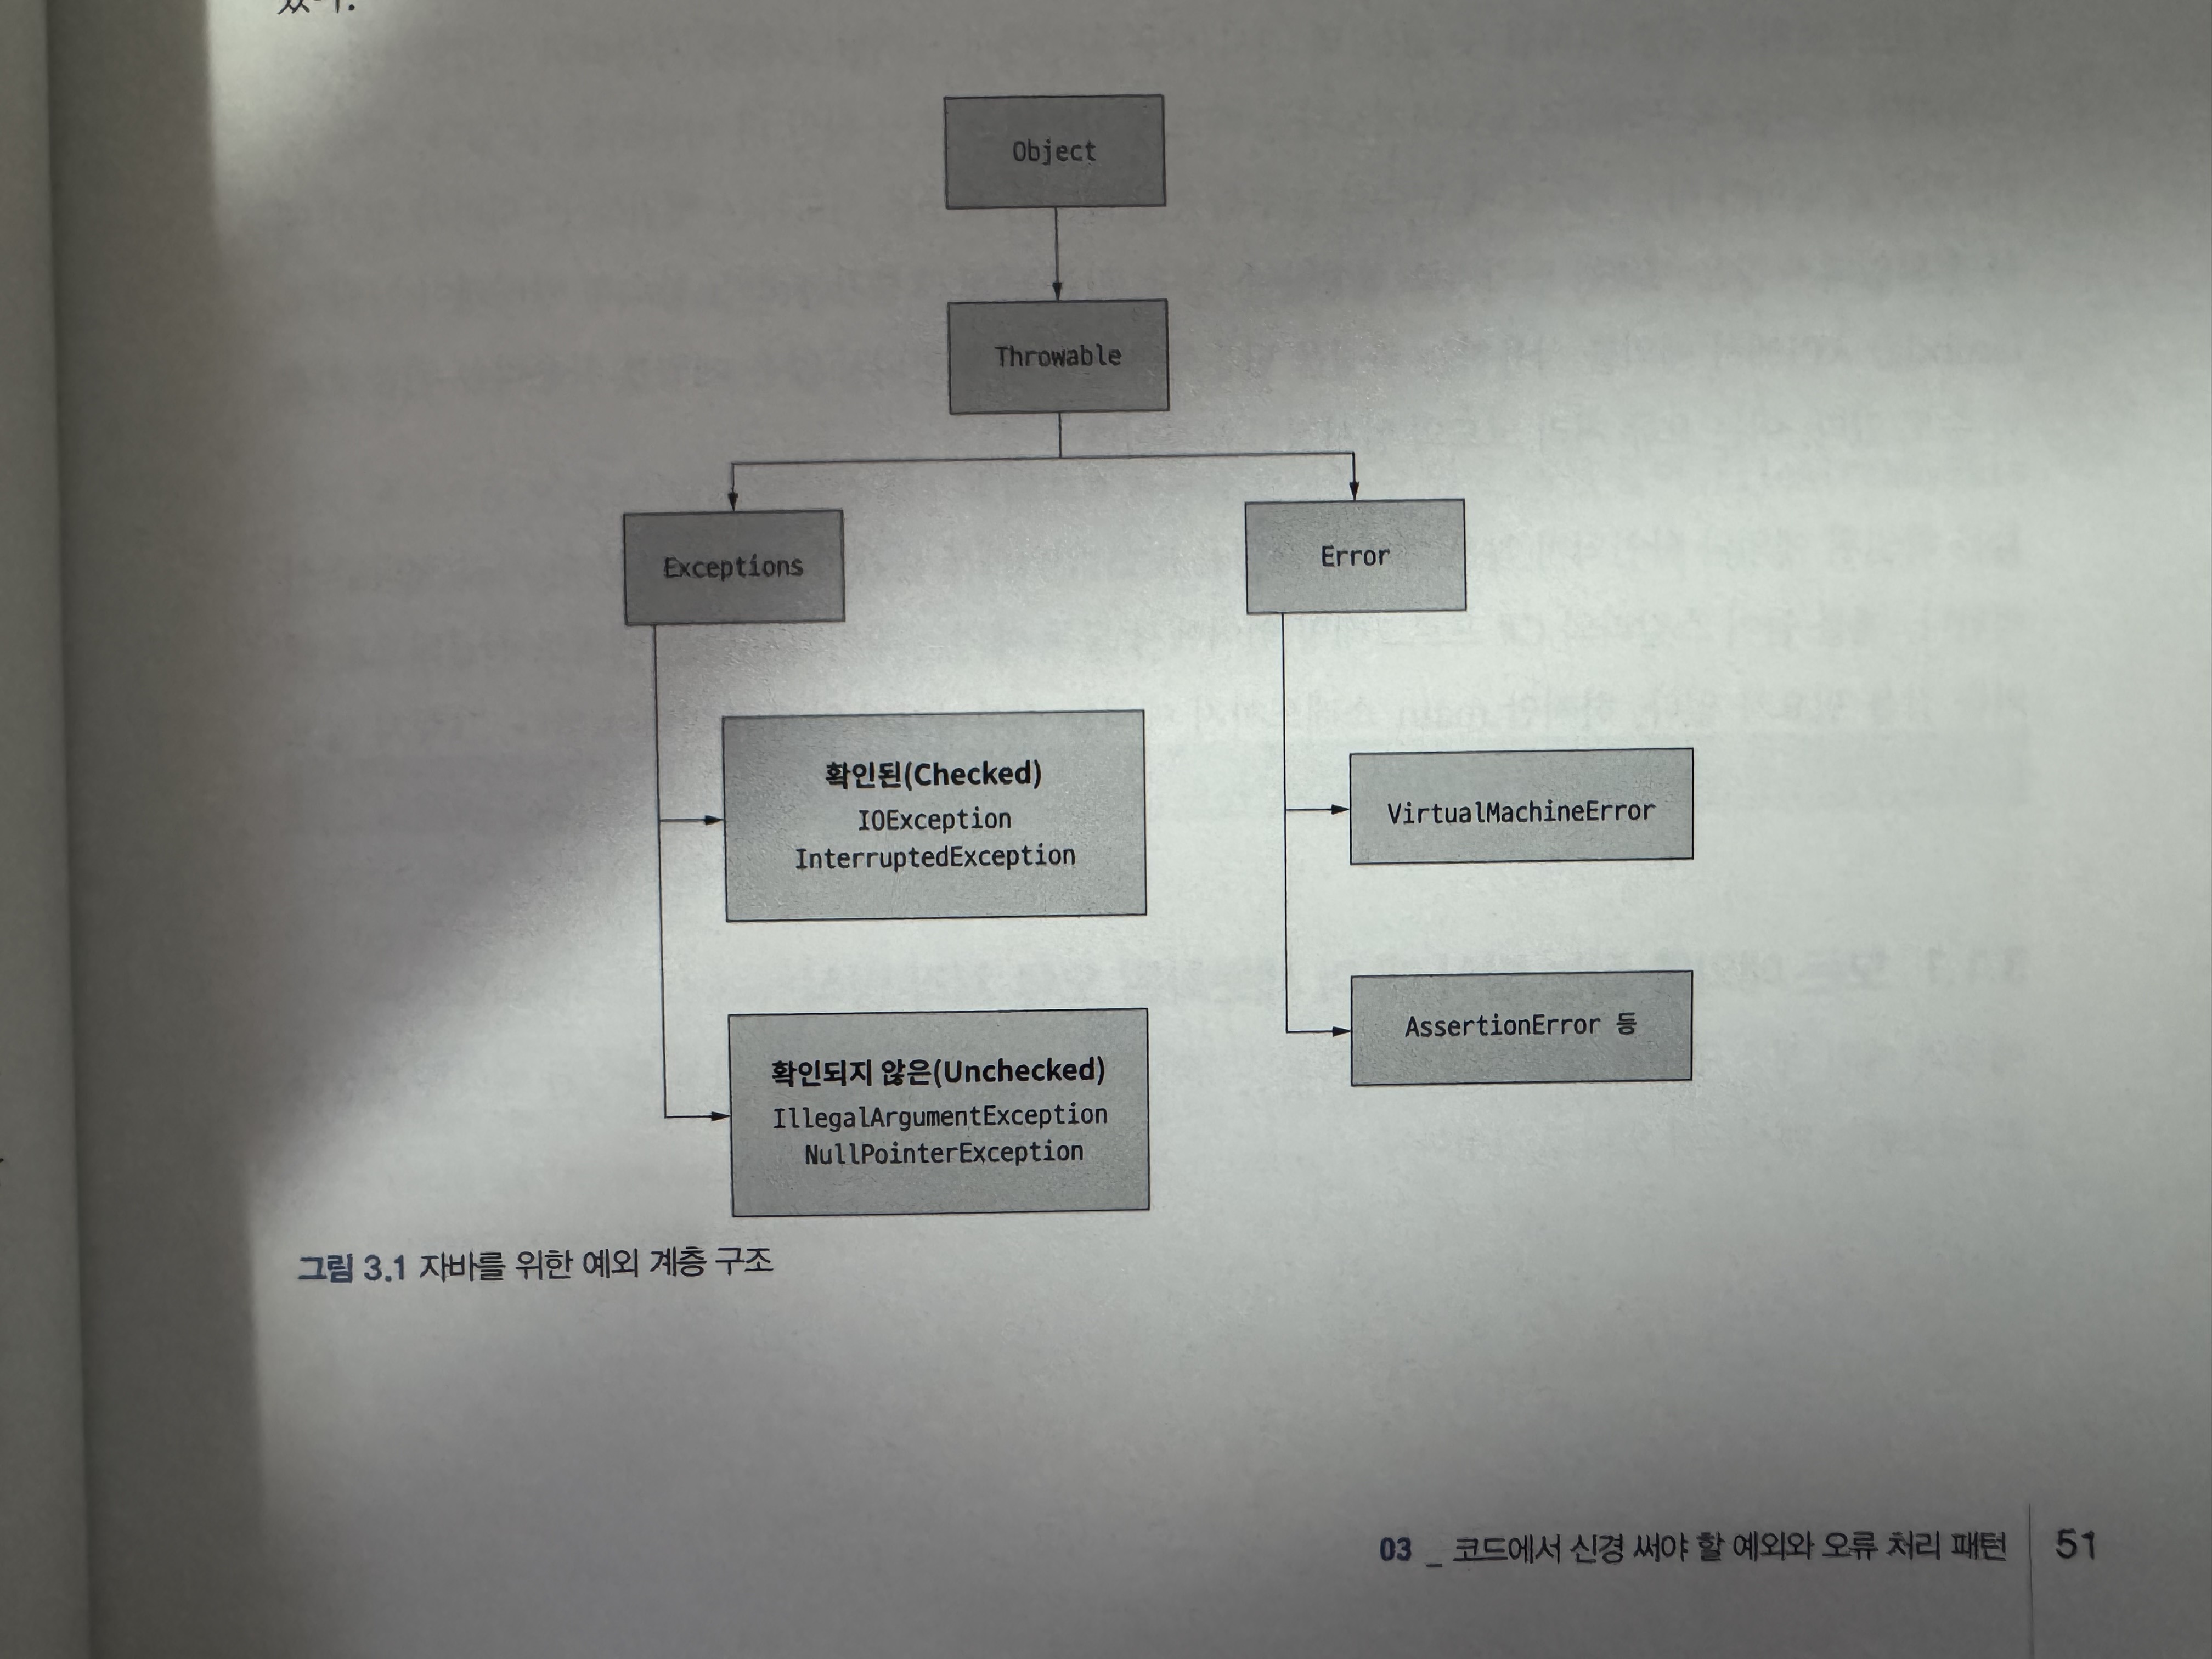 Object
Throwable
Exceptions
Error
확인된(Checked)
IOException
InterruptedException
VirtualMachineError
확인되지 않은(Unchecked)
IllegalArgumentException
NullPointerException
AssertionError 등
그림 3.1 자바를 위한 예외 계층 구조
03 _ 코드에서 신경 써야 할 예외와 오류 처리 패턴 51